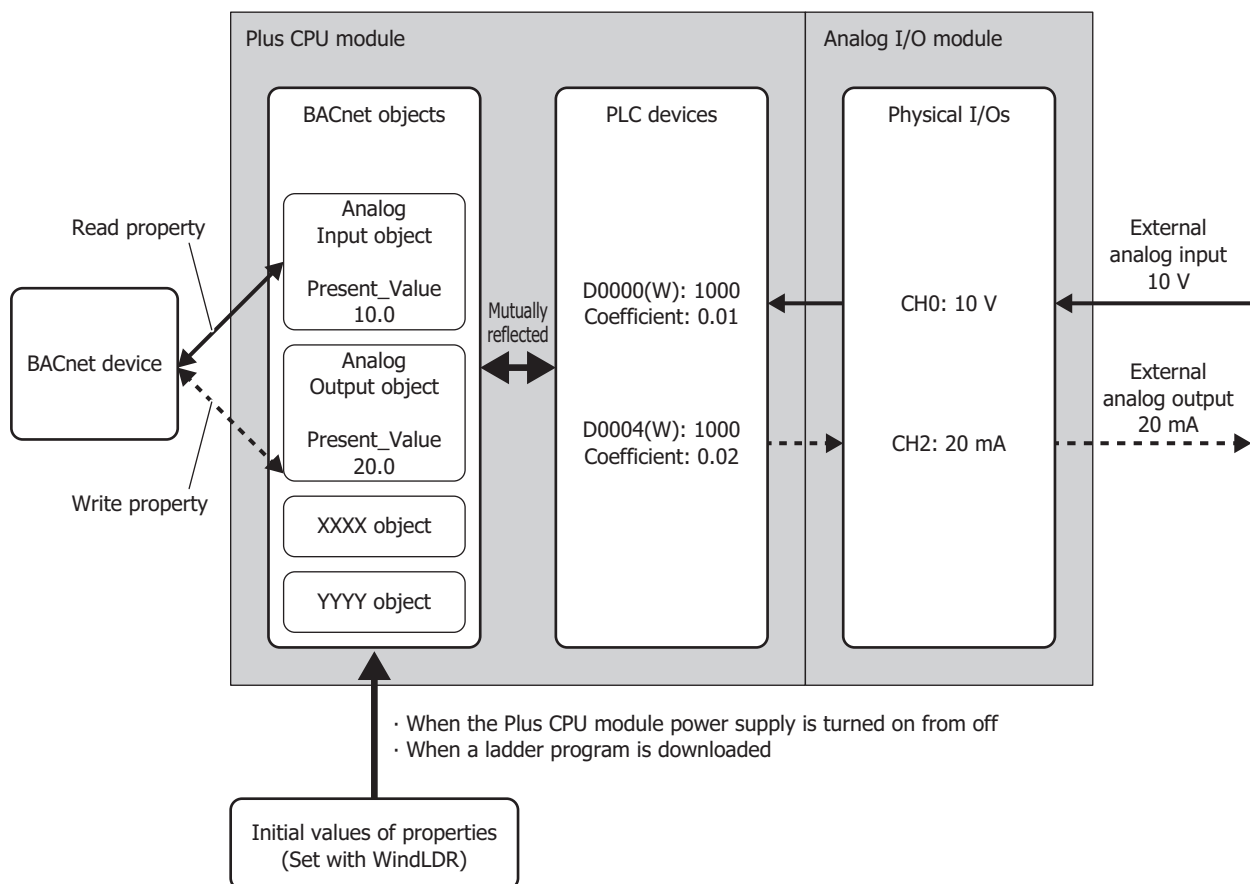 Plus CPU module
Analog I/O module
BACnet objects
PLC devices
Physical I/Os
Analog
Input object
Present_Value
10.0
Read property
BACnet device
Write property
Mutually
reflected
D0000(W): 1000
Coefficient: 0.01
CH0: 10 V
External
analog input
10 V
Analog
Output object
Present_Value
20.0
D0004(W): 1000
Coefficient: 0.02
CH2: 20 mA
External
analog output
20 mA
XXXX object
YYYY object
· When the Plus CPU module power supply is turned on from off
· When a ladder program is downloaded
Initial values of properties
(Set with WindLDR)